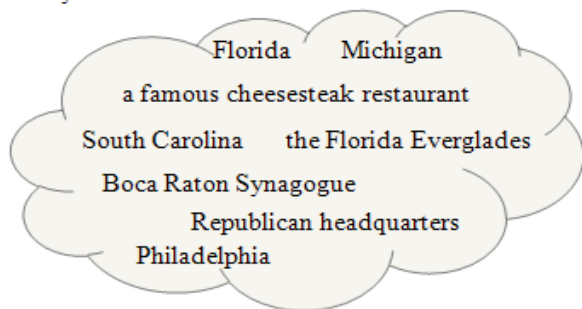 Florida Michigan
a famous cheesesteak restaurant
South Carolina the Florida Everglades
Boca Raton Synagogue
Republican headquarters
Philadelphia